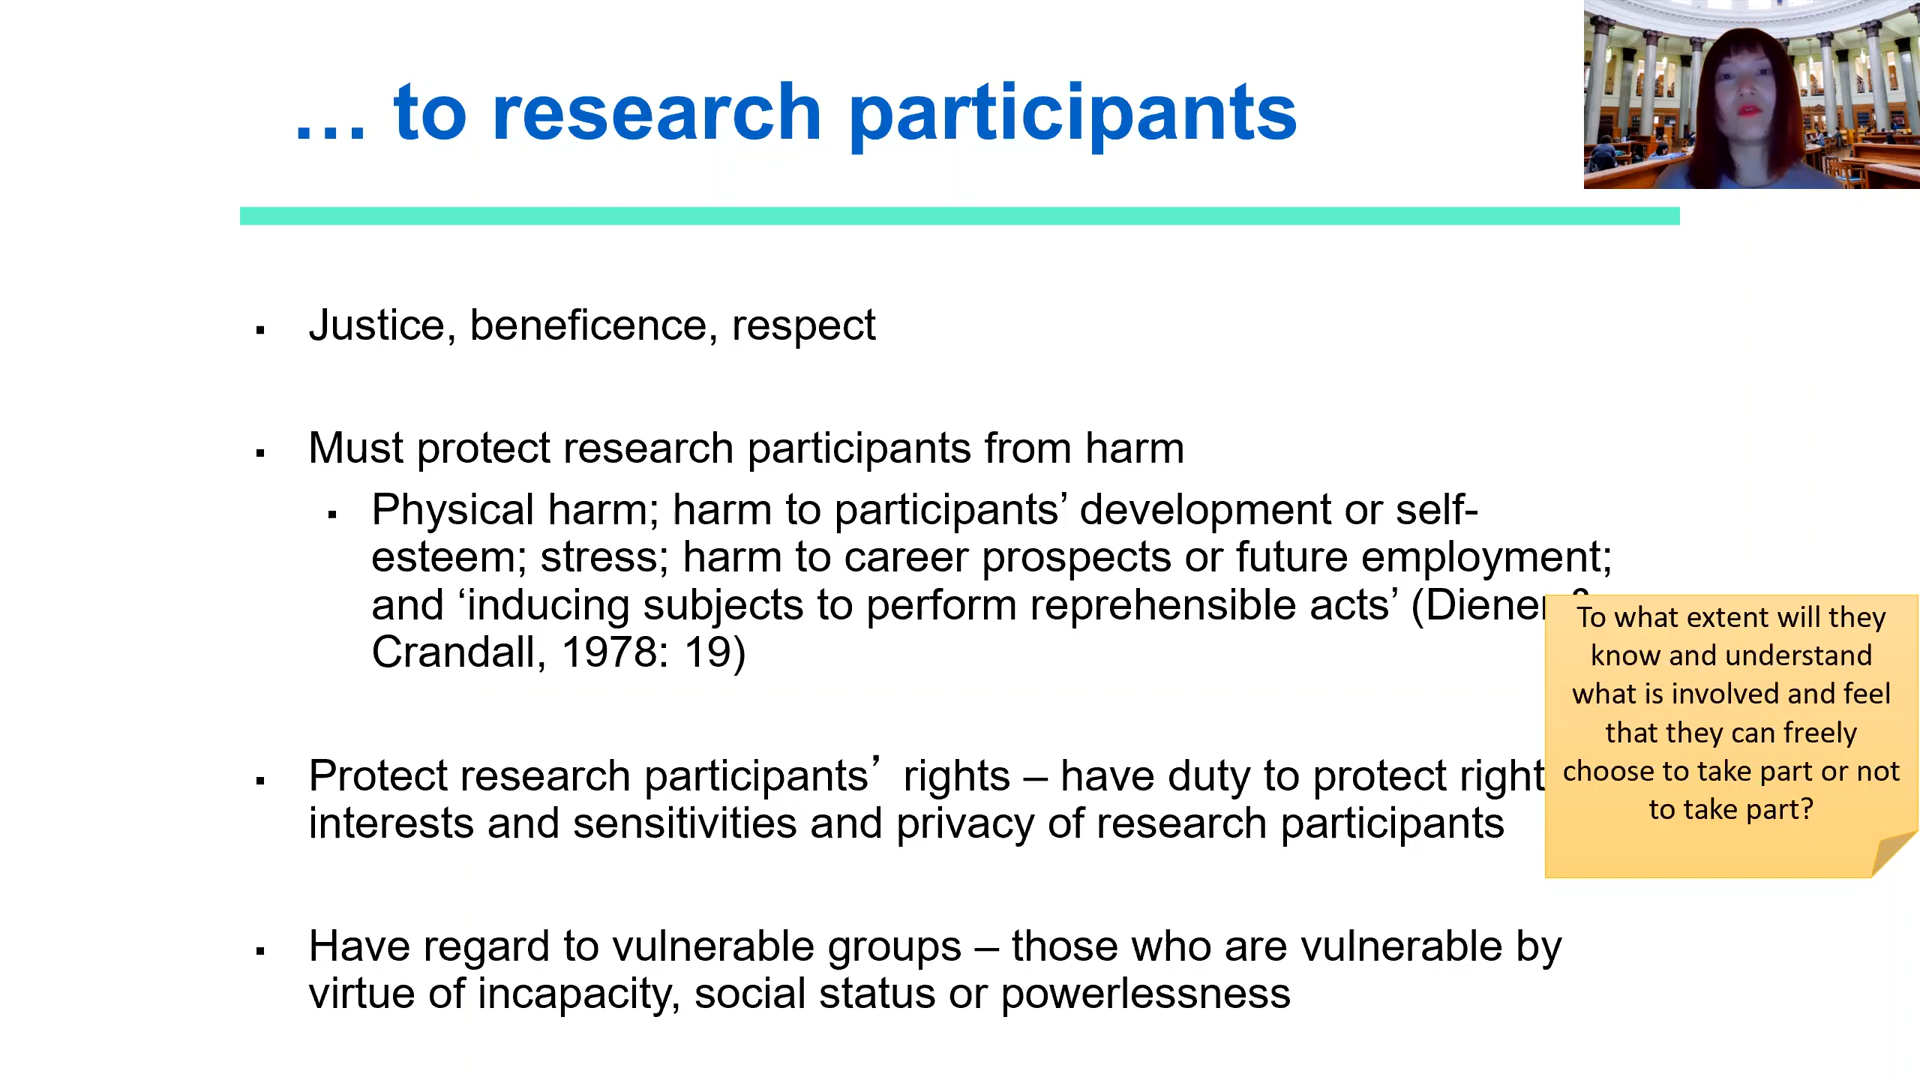 … to research participants
▪ Justice, beneficence, respect
▪ Must protect research participants from harm
▪ Physical harm; harm to participants’ development or self-
esteem; stress; harm to career prospects or future employment;
and ‘inducing subjects to perform reprehensible acts’ (Diener &
Crandall, 1978: 19)
▪ Protect research participants’ rights – have duty to protect right
interests and sensitivities and privacy of research participants
▪ Have regard to vulnerable groups – those who are vulnerable by
virtue of incapacity, social status or powerlessness
To what extent will they
know and understand
what is involved and feel
that they can freely
choose to take part or not
to take part?